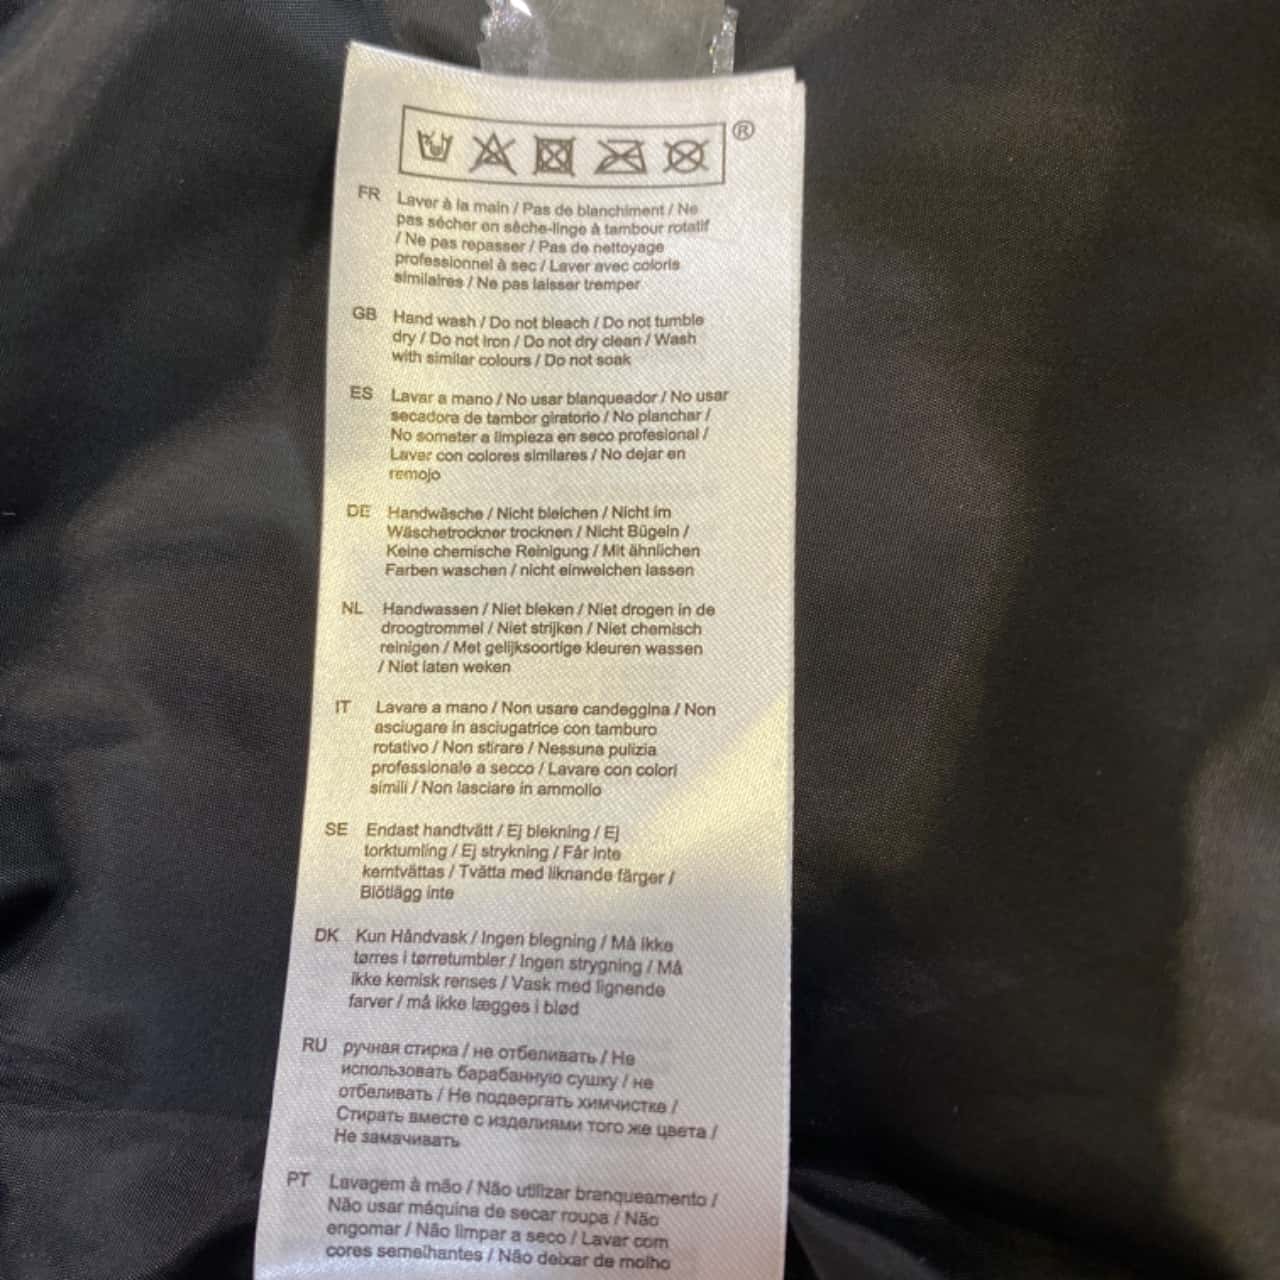 ®
FR Laver à la main / Pas de blanchiment / Ne
pas sécher en sèche-linge à tambour rotatif
/ Ne pas repasser / Pas de nettoyage
professionnel à sec / Laver avec coloris
similaires / Ne pas laisser tremper
GB Hand wash / Do not bleach / Do not tumble
dry / Do not Iron / Do not dry clean / Wash
with similar colours / Do not soak
ES Lavar a mano / No usar blanqueador / No usar
secadora de tambor giratorio / No planchar /
No someter a limpieza en seco profesional /
Lavar con colores similares / No dejar en
remojo
DE Handwäsche / Nicht bleichen / Nicht im
Wäschetrockner trocknen / Nicht Bügeln /
Keine chemische Reinigung / Mit ähnlichen
Farben waschen / nicht einweichen lassen
NL Handwassen / Niet bleken / Niet drogen in de
droogtrommel / Niet strijken / Niet chemisch
reinigen / Met gelijksoortige kleuren wassen
/ Niet laten weken
IT Lavare a mano / Non usare candeggina / Non
asciugare in asciugatrice con tamburo
rotativo / Non stirare / Nessuna pulizia
professionale a secco / Lavare con colori
simili / Non lasciare in ammollo
SE Endast handtvätt / Ej blekning / Ej
torktumling / Ej strykning / Får inte
kemtvättas / Tvätta med liknande färger /
Blötlägg inte
DK Kun Håndvask / Ingen blegning / Må ikke
tørres i tørretumbler / Ingen strygning / Må
ikke kemisk renses / Vask med lignende
farver / må ikke lægges i blød
RU ручная стирка / не отбеливать / Не
использовать барабанную сушку / не
отбеливать / Не подвергать химчистке /
Стирать вместе с изделиями того же цвета /
Не замачивать
PT Lavagem à mão / Não utilizar branqueamento /
Não usar máquina de secar roupa / Não
engomar / Não limpar a seco / Lavar com
cores semelhantes / Não deixar de molho